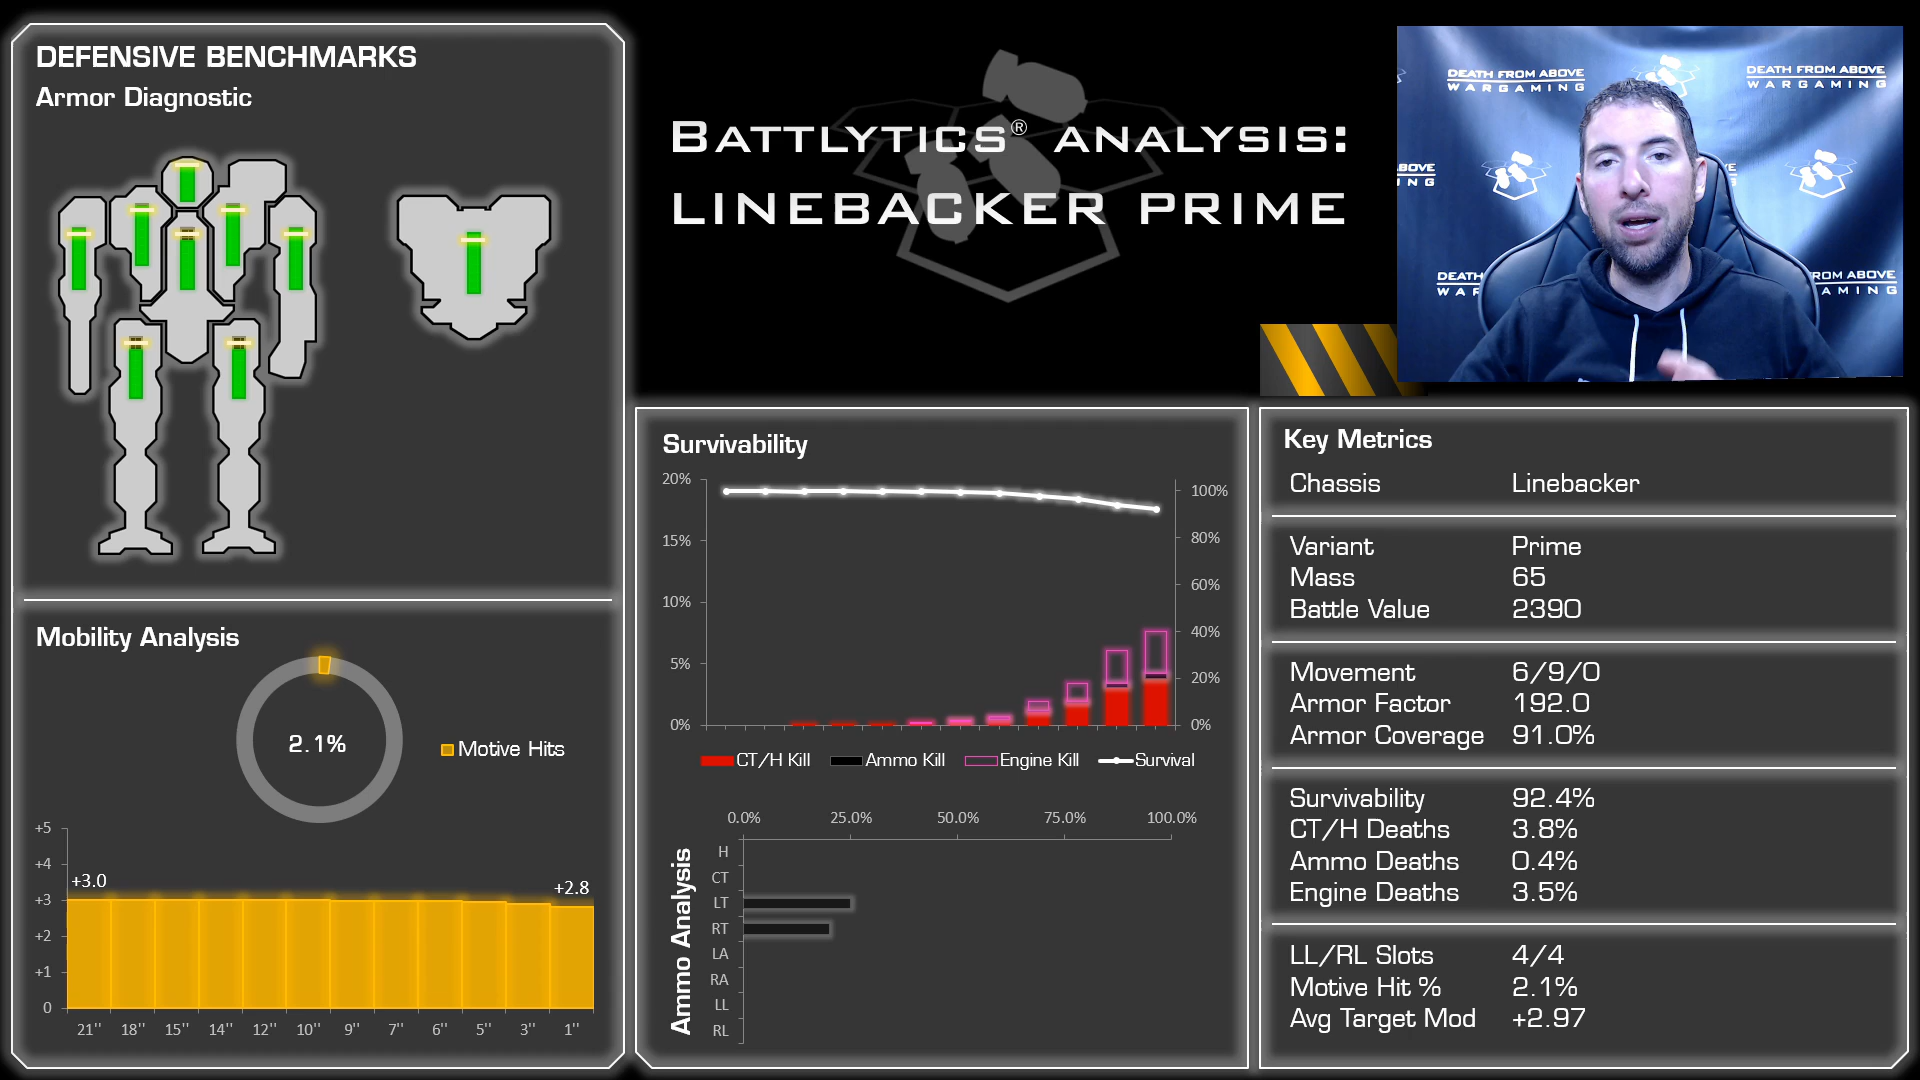 DEFENSIVE BENCHMARKS
Armor Diagnostic
BATTLYTICS® ANALYSIS:
LINEBACKER PRIME
DEATH FROM ABOVE
WARGAMING
DEATH FROM ABOVE
WARGAMING
ABOVE
NG
DEATH
WAR
ROM ABOVE
AMING
Mobility Analysis
2.1%
Motive Hits
+5
+4
+3
+2
+1
0
+3.0
+2.8
21"
18"
15"
14"
12"
10"
9"
7"
6"
5"
3"
1"
Survivability
20%
15%
10%
5%
0%
100%
80%
60%
40%
20%
0%
CT/H Kill
Ammo Kill
Engine Kill
Survival
0.0%
25.0%
50.0%
75.0%
100.0%
Ammo Analysis
H
CT
LT
RT
LA
RA
LL
RL
Key Metrics
Chassis Linebacker
Variant Prime
Mass 65
Battle Value 2390
Movement 6/9/0
Armor Factor 192.0
Armor Coverage 91.0%
Survivability 92.4%
CT/H Deaths 3.8%
Ammo Deaths 0.4%
Engine Deaths 3.5%
LL/RL Slots 4/4
Motive Hit % 2.1%
Avg Target Mod +2.97